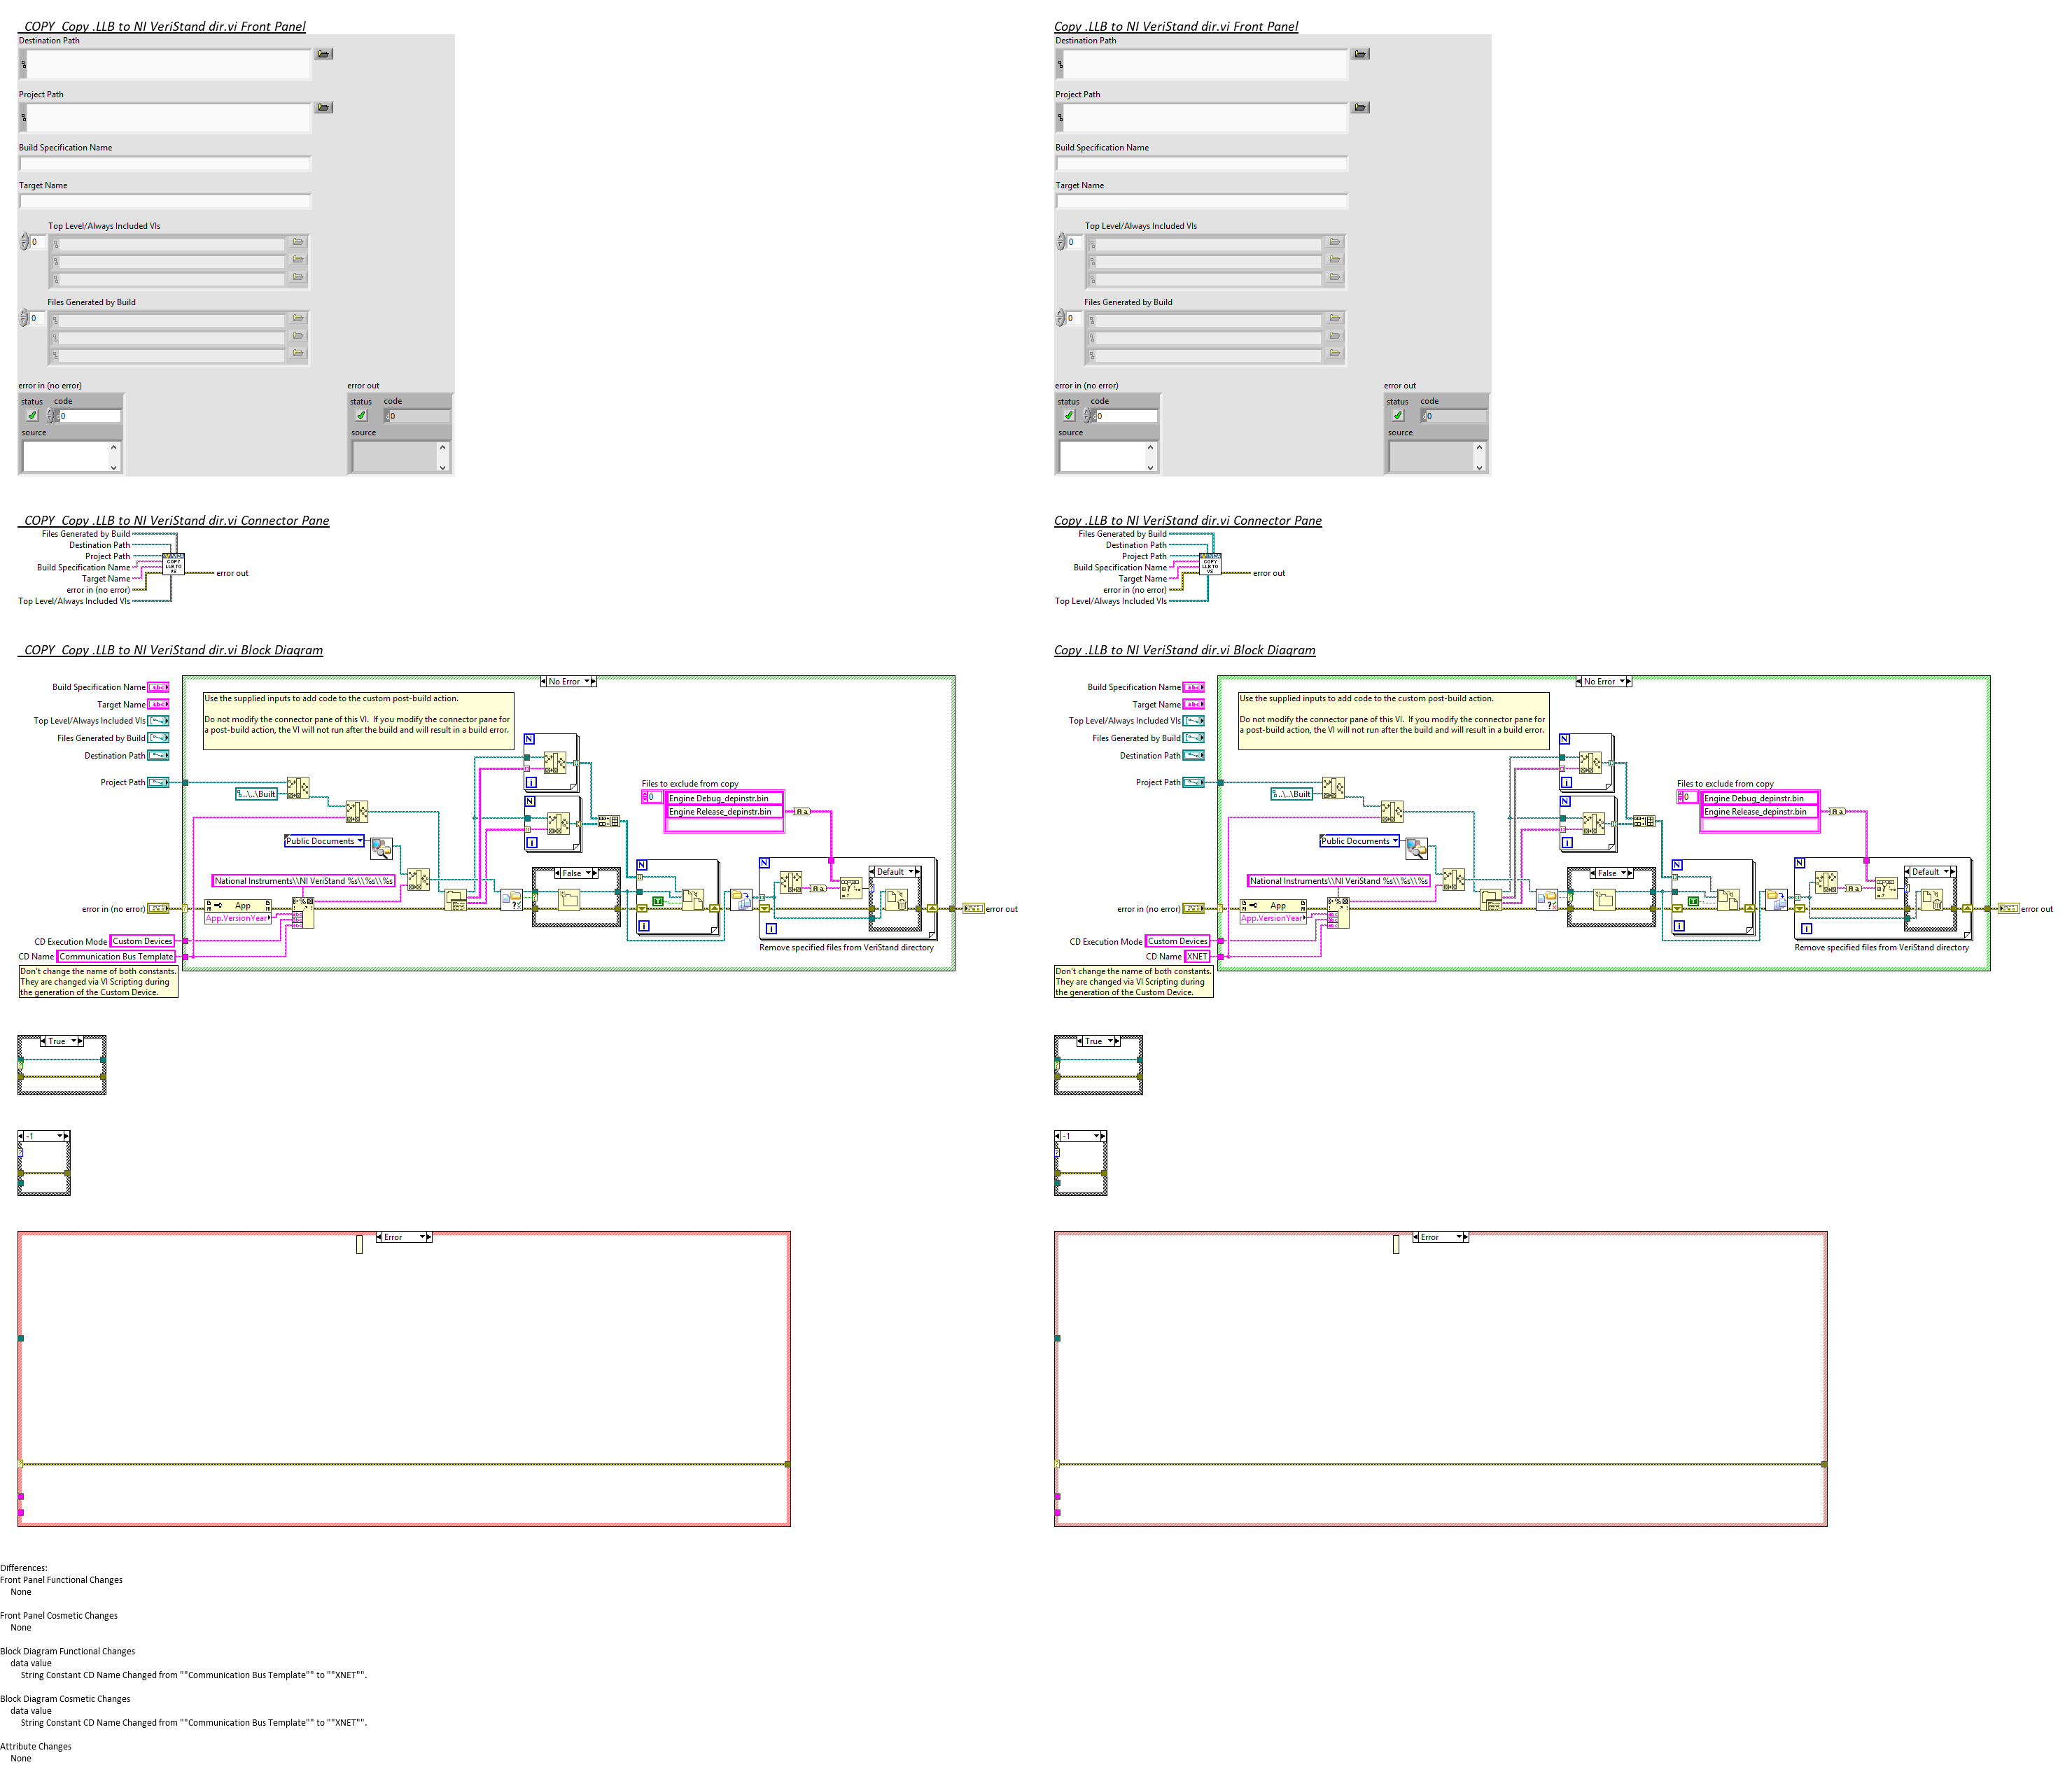 _COPY_Copy .LLB to NI VeriStand dir.vi Front Panel
Destination Path
Project Path
Build Specification Name
Target Name
Top Level/Always Included VIs
0
Files Generated by Build
0
error in (no error)
status code
0
source
error out
status code
0
source
Copy .LLB to NI VeriStand dir.vi Front Panel
Destination Path
Project Path
Build Specification Name
Target Name
Top Level/Always Included VIs
0
Files Generated by Build
0
error in (no error)
status code
0
source
error out
status code
0
source
_COPY_Copy .LLB to NI VeriStand dir.vi Connector Pane
Files Generated by Build
Destination Path
Project Path
Build Specification Name
Target Name
error in (no error)
Top Level/Always Included VIs
COPY
LLB TO
VS
error out
Copy .LLB to NI VeriStand dir.vi Connector Pane
Files Generated by Build
Destination Path
Project Path
Build Specification Name
Target Name
error in (no error)
Top Level/Always Included VIs
COPY
LLB TO
VS
error out
_COPY_Copy .LLB to NI VeriStand dir.vi Block Diagram
Build Specification Name
Target Name
Top Level/Always Included VIs
Files Generated by Build
Destination Path
Project Path
No Error
Use the supplied inputs to add code to the custom post-build action.
Do not modify the connector pane of this VI. If you modify the connector pane for
a post-build action, the VI will not run after the build and will result in a build error.
..\..\Built
Public Documents
National Instruments\\NI VeriStand %s\\%s\\%s
App
App.VersionYear
False
Files to exclude from copy
0
Engine Debug_depinstr.bin
Engine Release_depinstr.bin
Default
Remove specified files from VeriStand directory
error in (no error)
error out
CD Execution Mode Custom Devices
CD Name Communication Bus Template
Don't change the name of both constants.
They are changed via VI Scripting during
the generation of the Custom Device.
Copy .LLB to NI VeriStand dir.vi Block Diagram
Build Specification Name
Target Name
Top Level/Always Included VIs
Files Generated by Build
Destination Path
Project Path
No Error
Use the supplied inputs to add code to the custom post-build action.
Do not modify the connector pane of this VI. If you modify the connector pane for
a post-build action, the VI will not run after the build and will result in a build error.
..\..\Built
Public Documents
National Instruments\\NI VeriStand %s\\%s\\%s
App
App.VersionYear
False
Files to exclude from copy
0
Engine Debug_depinstr.bin
Engine Release_depinstr.bin
Default
Remove specified files from VeriStand directory
error in (no error)
error out
CD Execution Mode Custom Devices
CD Name XNET
Don't change the name of both constants.
They are changed via VI Scripting during
the generation of the Custom Device.
True
True
-1
-1
Error
Error
Differences:
Front Panel Functional Changes
None
Front Panel Cosmetic Changes
None
Block Diagram Functional Changes
data value
String Constant CD Name Changed from ""Communication Bus Template"" to ""XNET"".
Block Diagram Cosmetic Changes
data value
String Constant CD Name Changed from ""Communication Bus Template"" to ""XNET"".
Attribute Changes
None